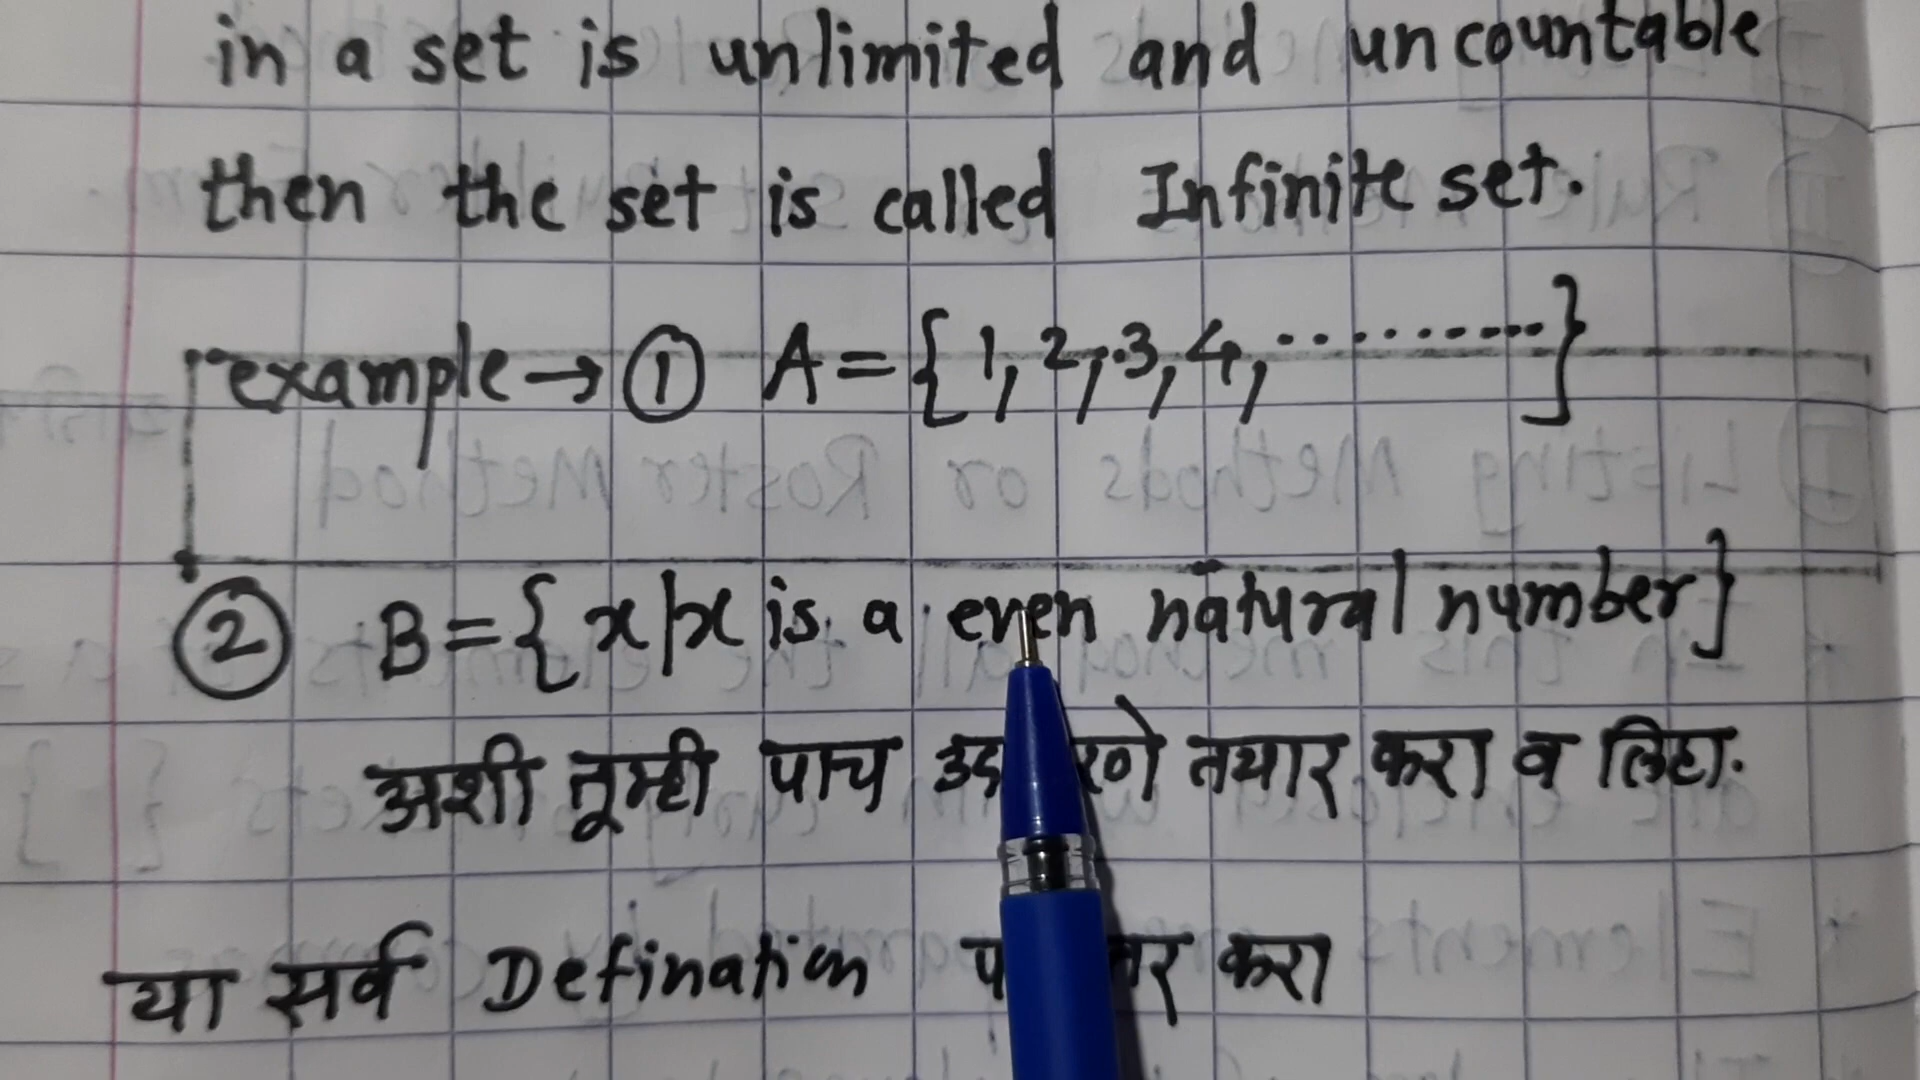 in a set is unlimited and uncountable
then the set is called Infinite set.
example → ① A = { 1, 2, 3, 4, .......... }
② B = { x | x is a even natural number }
अशी तूम्ही पाच तयार करा व लिहा.
या सर्व Defination करा